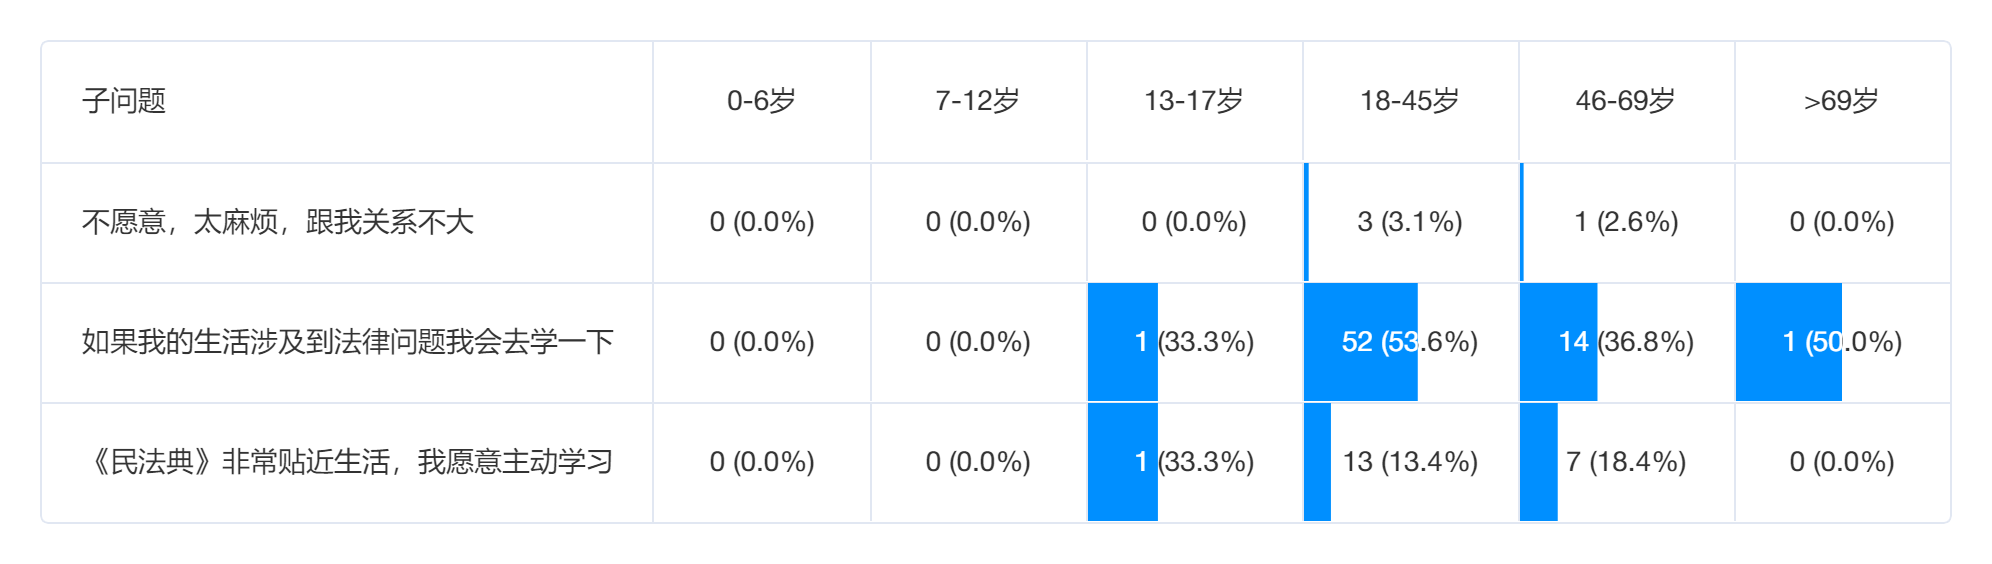 子问题 0-6岁 7-12岁 13-17岁 18-45岁 46-69岁 >69岁
不愿意，太麻烦，跟我关系不大 0 (0.0%) 0 (0.0%) 0 (0.0%) 3 (3.1%) 1 (2.6%) 0 (0.0%)
如果我的生活涉及到法律问题我会去学一下 0 (0.0%) 0 (0.0%) 1 (33.3%) 52 (53.6%) 14 (36.8%) 1 (50.0%)
《民法典》非常贴近生活，我愿意主动学习 0 (0.0%) 0 (0.0%) 1 (33.3%) 13 (13.4%) 7 (18.4%) 0 (0.0%)